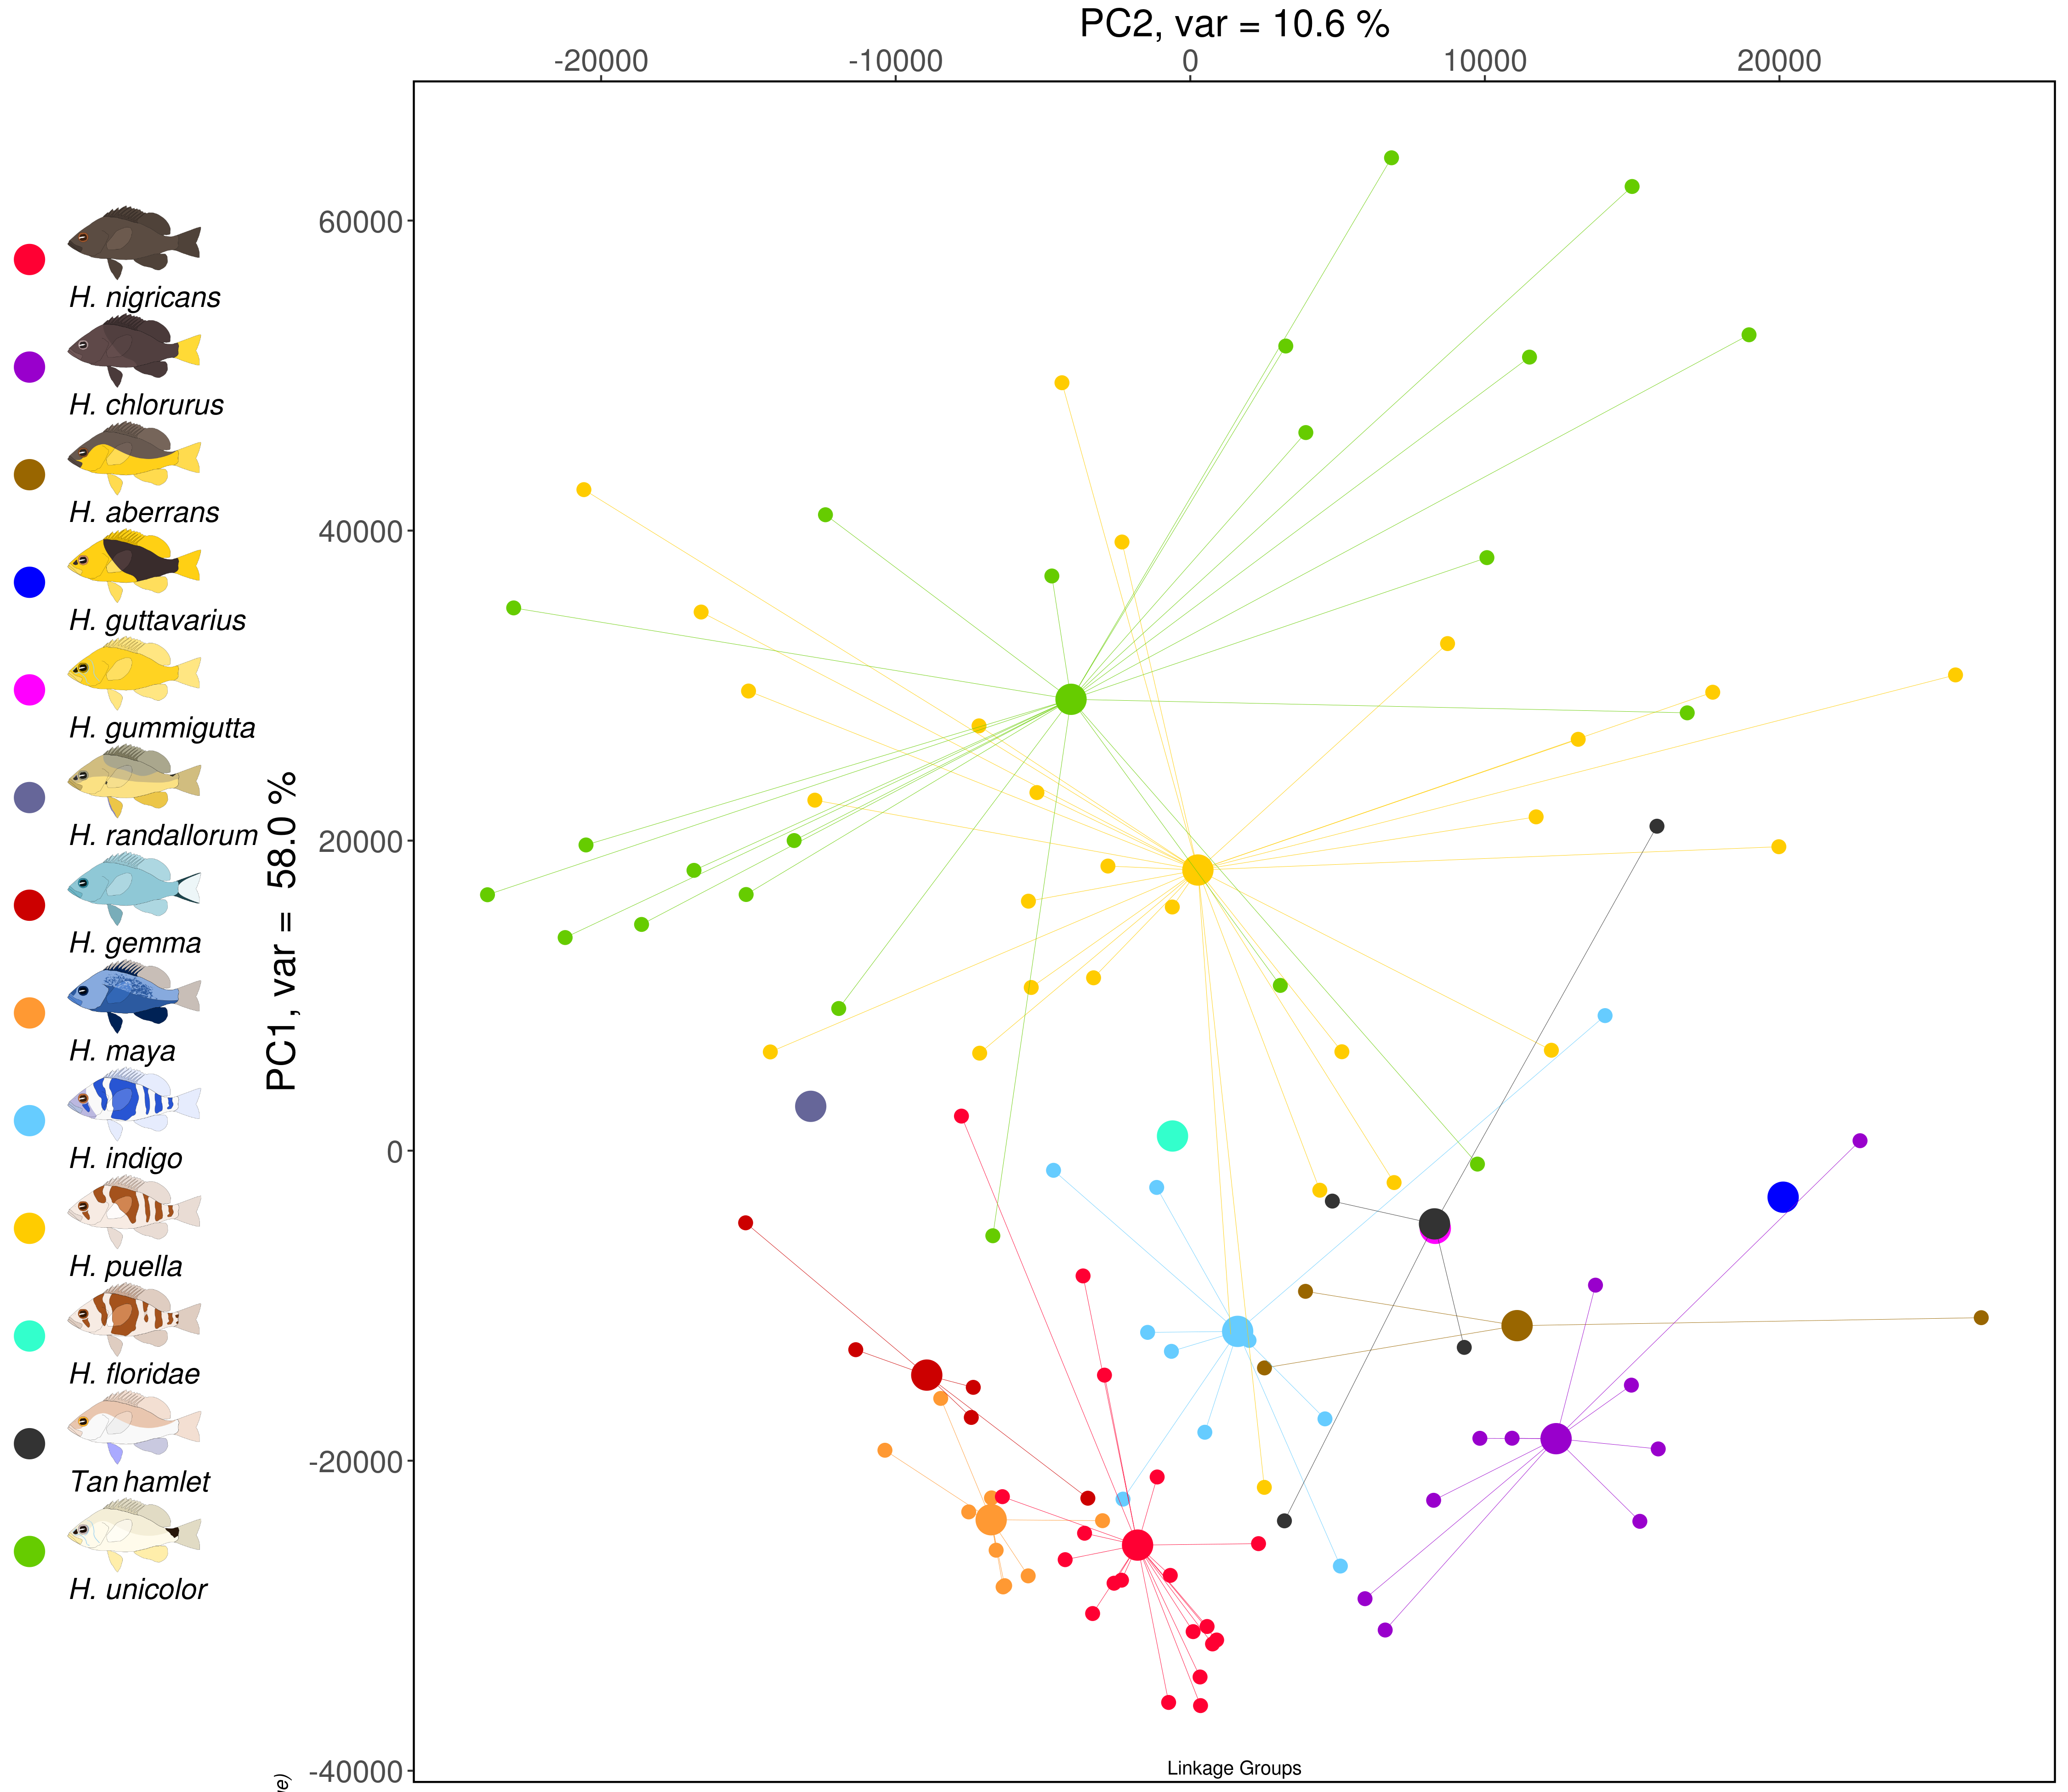 PC2, var = 10.6 %
-20000 -10000 0 10000 20000
60000
40000
20000
0
-20000
-40000
PC1, var = 58.0 %
H. nigricans
H. chlorurus
H. aberrans
H. guttavarius
H. gummigutta
H. randallorum
H. gemma
H. maya
H. indigo
H. puella
H. floridae
Tan hamlet
H. unicolor
Linkage Groups